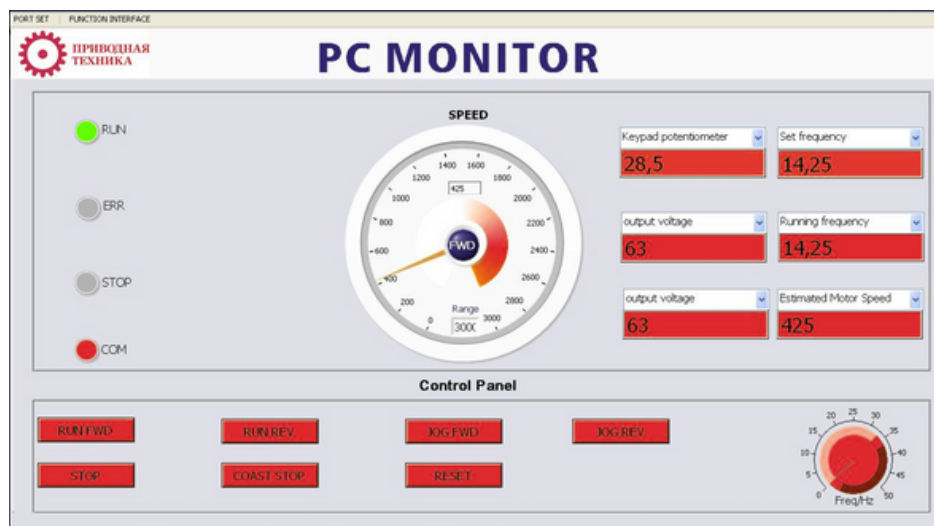 PORT SET | FUNCTION INTERFACE
ПРИВОДНАЯ
ТЕХНИКА
PC MONITOR
RUN
ERR
STOP
COM
SPEED
0
200
400
600
800
1000
1200
1400
1600
1800
2000
2200
2400
2600
2800
3000
425
FWD
Range
300
Keypad potentiometer
28,5
Set frequency
14,25
output voltage
63
Running frequency
14,25
output voltage
63
Estimated Motor Speed
425
Control Panel
RUN FWD
RUN REV
JOG FWD
JOG REV
STOP
COAST STOP
RESET
0
5
10
15
20
25
30
35
40
45
50
Freq/Hz